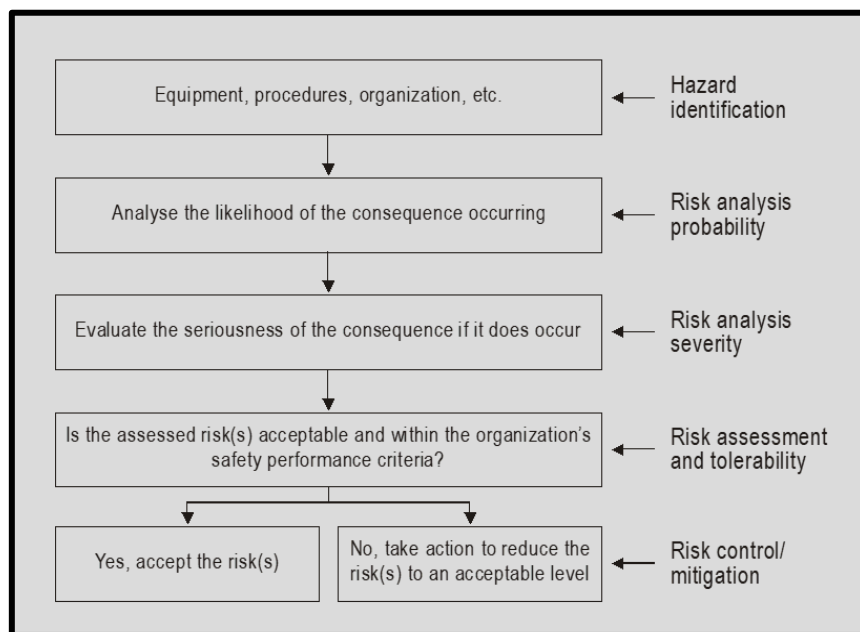 Equipment, procedures, organization, etc.
Hazard
identification
Analyse the likelihood of the consequence occurring
Risk analysis
probability
Evaluate the seriousness of the consequence if it does occur
Risk analysis
severity
Is the assessed risk(s) acceptable and within the organization's
safety performance criteria?
Risk assessment
and tolerability
Yes, accept the risk(s)
No, take action to reduce the
risk(s) to an acceptable level
Risk control/
mitigation